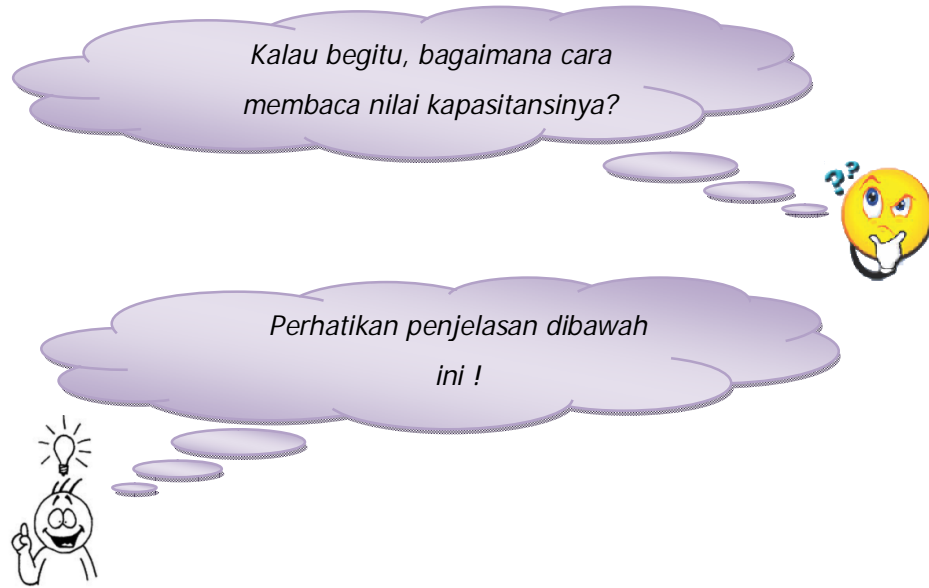 Kalau begitu, bagaimana cara
membaca nilai kapasitansinya?
??
Perhatikan penjelasan dibawah
ini !